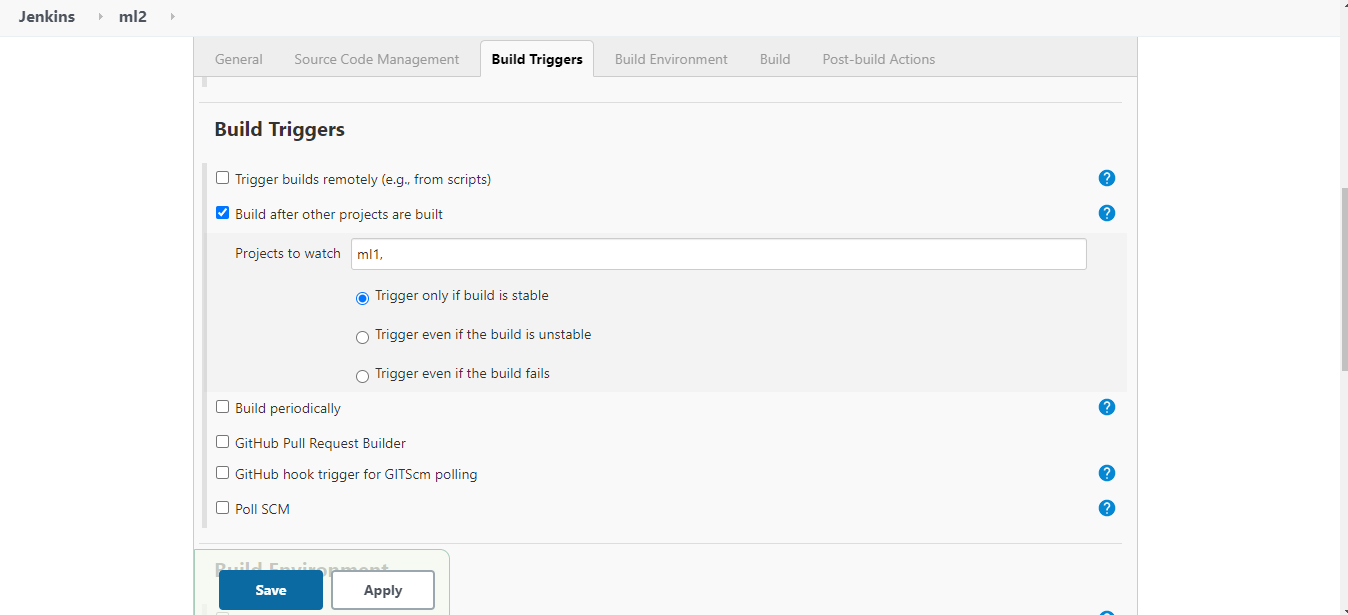 Jenkins ml2
General Source Code Management Build Triggers Build Environment Build Post-build Actions
Build Triggers
Trigger builds remotely (e.g., from scripts)
Build after other projects are built
Projects to watch ml1,
Trigger only if build is stable
Trigger even if the build is unstable
Trigger even if the build fails
Build periodically
GitHub Pull Request Builder
GitHub hook trigger for GITScm polling
Poll SCM
Build Environment
Save Apply